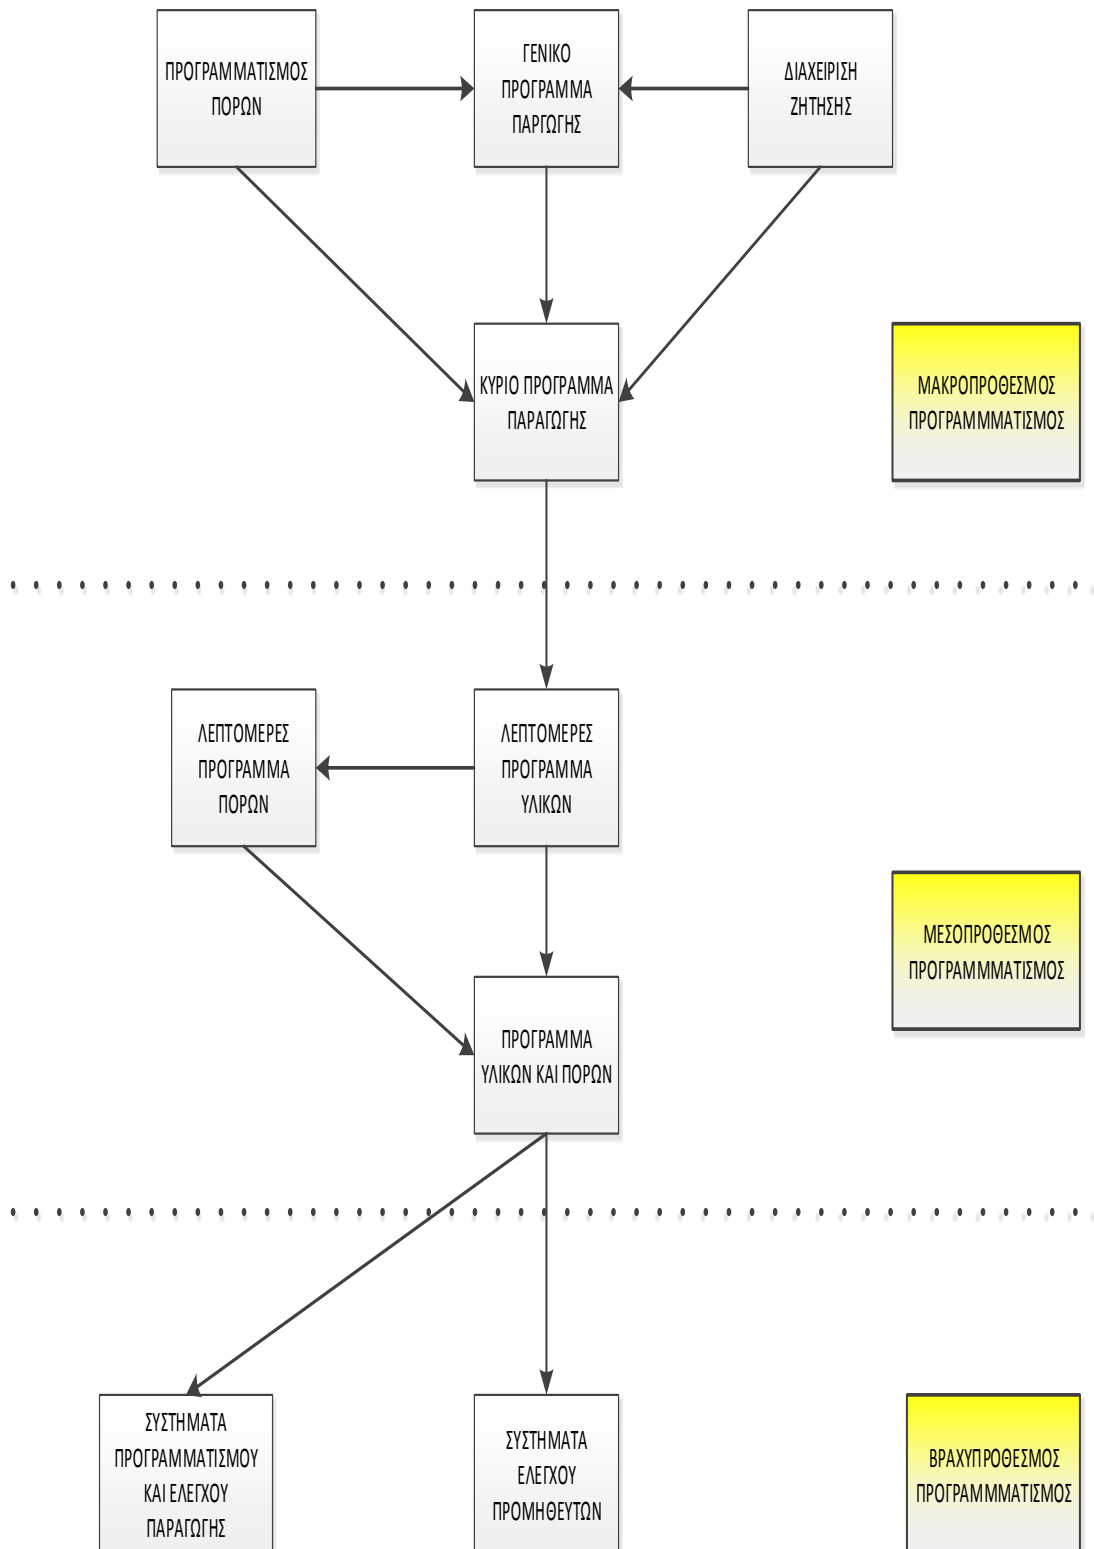 ΠΡΟΓΡΑΜΜΑΤΙΣΜΟΣ
ΠΟΡΩΝ
ΓΕΝΙΚΟ
ΠΡΟΓΡΑΜΜΑ
ΠΑΡΓΩΓΗΣ
ΔΙΑΧΕΙΡΙΣΗ
ΖΗΤΗΣΗΣ
ΚΥΡΙΟ ΠΡΟΓΡΑΜΜΑ
ΠΑΡΑΓΩΓΗΣ
ΜΑΚΡΟΠΡΟΘΕΣΜΟΣ
ΠΡΟΓΡΑΜΜΜΑΤΙΣΜΟΣ
ΛΕΠΤΟΜΕΡΕΣ
ΠΡΟΓΡΑΜΜΑ
ΠΟΡΩΝ
ΛΕΠΤΟΜΕΡΕΣ
ΠΡΟΓΡΑΜΜΑ
ΥΛΙΚΩΝ
ΜΕΣΟΠΡΟΘΕΣΜΟΣ
ΠΡΟΓΡΑΜΜΜΑΤΙΣΜΟΣ
ΠΡΟΓΡΑΜΜΑ
ΥΛΙΚΩΝ ΚΑΙ ΠΟΡΩΝ
ΣΥΣΤΗΜΑΤΑ
ΠΡΟΓΡΑΜΜΑΤΙΣΜΟΥ
ΚΑΙ ΕΛΕΓΧΟΥ
ΠΑΡΑΓΩΓΗΣ
ΣΥΣΤΗΜΑΤΑ
ΕΛΕΓΧΟΥ
ΠΡΟΜΗΘΕΥΤΩΝ
ΒΡΑΧΥΠΡΟΘΕΣΜΟΣ
ΠΡΟΓΡΑΜΜΜΑΤΙΣΜΟΣ